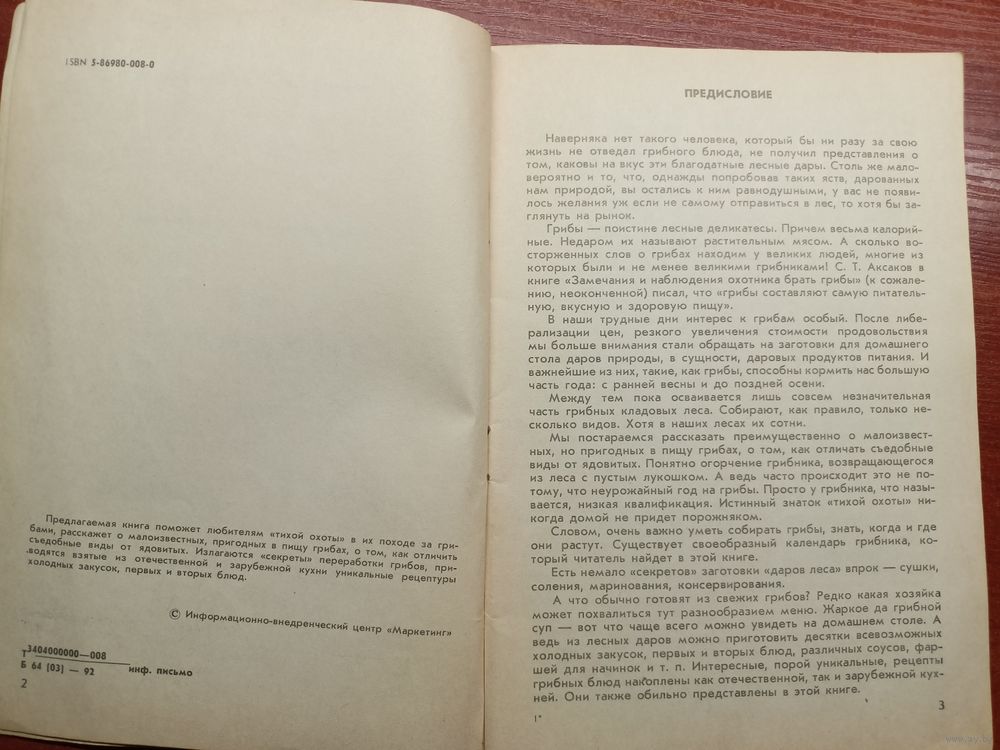 ISBN 5-86980-008-0
Предлагаемая книга поможет любителям «тихой охоты» в их походе за гри-
бами, расскажет о малоизвестных, пригодных в пищу грибах, о том, как отличить
съедобные виды от ядовитых. Излагаются «секреты» переработки грибов, при-
водятся взятые из отечественной и зарубежной кухни уникальные рецептуры
холодных закусок, первых и вторых блюд.
© Информационно-внедренческий центр «Маркетинг»
Т 3404000000—008
Б 64 [03] — 92 инф. письмо
2
ПРЕДИСЛОВИЕ
Наверняка нет такого человека, который бы ни разу за свою
жизнь не отведал грибного блюда, не получил представления о
том, каковы на вкус эти благодатные лесные дары. Столь же мало-
вероятно и то, что, однажды попробовав таких яств, дарованных
нам природой, вы остались к ним равнодушными, у вас не появи-
лось желания уж если не самому отправиться в лес, то хотя бы за-
глянуть на рынок.
Грибы — поистине лесные деликатесы. Причем весьма калорий-
ные. Недаром их называют растительным мясом. А сколько во-
сторженных слов о грибах находим у великих людей, многие из
которых были и не менее великими грибниками! С. Т. Аксаков в
книге «Замечания и наблюдения охотника брать грибы» (к сожале-
нию, неоконченной) писал, что «грибы составляют самую питатель-
ную, вкусную и здоровую пищу».
В наши трудные дни интерес к грибам особый. После либе-
рализации цен, резкого увеличения стоимости продовольствия
мы больше внимания стали обращать на заготовки для домашнего
стола даров природы, в сущности, даровых продуктов питания. И
важнейшие из них, такие, как грибы, способны кормить нас большую
часть года: с ранней весны и до поздней осени.
Между тем пока осваивается лишь совсем незначительная
часть грибных кладовых леса. Собирают, как правило, только не-
сколько видов. Хотя в наших лесах их сотни.
Мы постараемся рассказать преимущественно о малоизвест-
ных, но пригодных в пищу грибах, о том, как отличать съедобные
виды от ядовитых. Понятно огорчение грибника, возвращающегося
из леса с пустым лукошком. А ведь часто происходит это не по-
тому, что неурожайный год на грибы. Просто у грибника, что назы-
вается, низкая квалификация. Истинный знаток «тихой охоты» ни-
когда домой не придет порожняком.
Словом, очень важно уметь собирать грибы, знать, когда и где
они растут. Существует своеобразный календарь грибника, ко-
торый читатель найдет в этой книге.
Есть немало «секретов» заготовки «даров леса» впрок — сушки,
соления, маринования, консервирования.
А что обычно готовят из свежих грибов? Редко какая хозяйка
может похвалиться тут разнообразием меню. Жаркое да грибной
суп — вот что чаще всего можно увидеть на домашнем столе. А
ведь из лесных даров можно приготовить десятки всевозможных
холодных закусок, первых и вторых блюд, различных соусов, фар-
шей для начинок и т. п. Интересные, порой уникальные, рецепты
грибных блюд накоплены как отечественной, так и зарубежной кух-
ней. Они также обильно представлены в этой книге.
1*
3